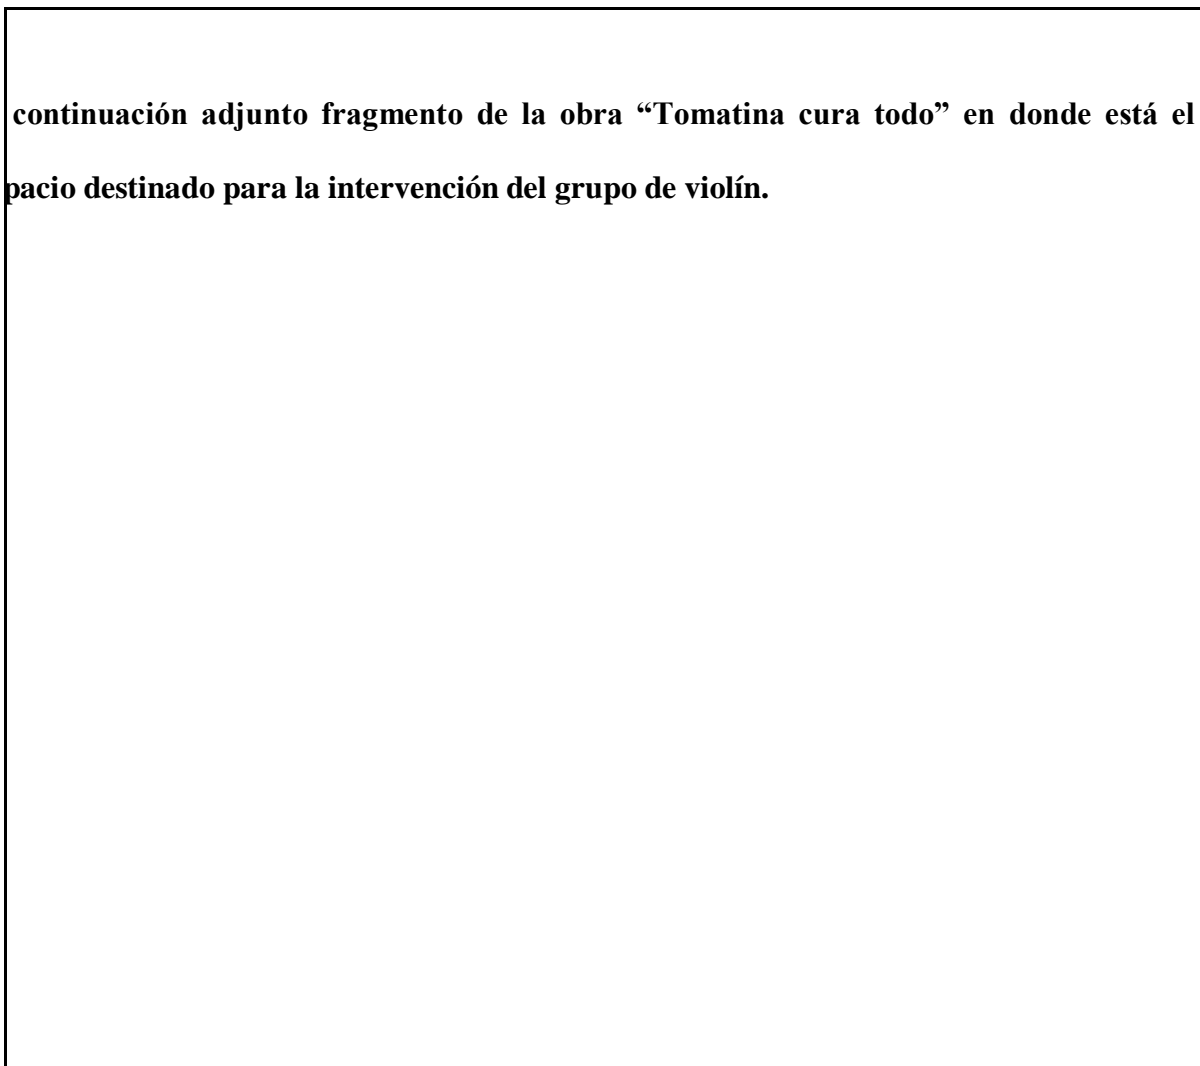 continuación adjunto fragmento de la obra “Tomatina cura todo” en donde está el
pacio destinado para la intervención del grupo de violín.